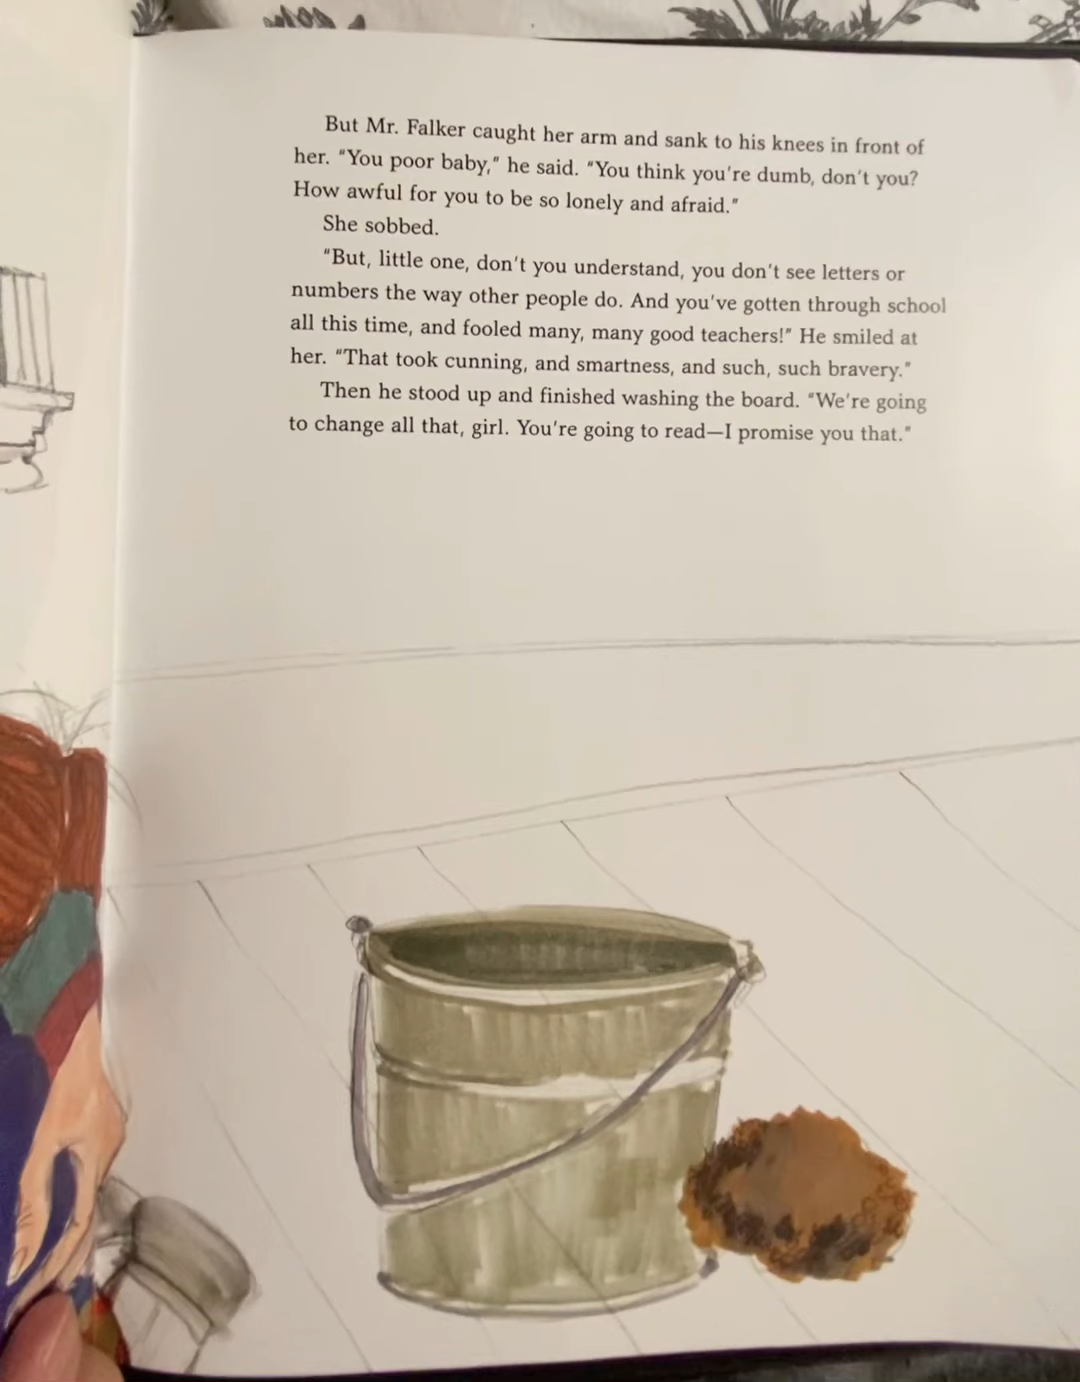 But Mr. Falker caught her arm and sank to his knees in front of
her. “You poor baby,” he said. “You think you’re dumb, don’t you?
How awful for you to be so lonely and afraid.”
She sobbed.
“But, little one, don’t you understand, you don’t see letters or
numbers the way other people do. And you’ve gotten through school
all this time, and fooled many, many good teachers!” He smiled at
her. “That took cunning, and smartness, and such, such bravery.”
Then he stood up and finished washing the board. “We’re going
to change all that, girl. You’re going to read—I promise you that.”